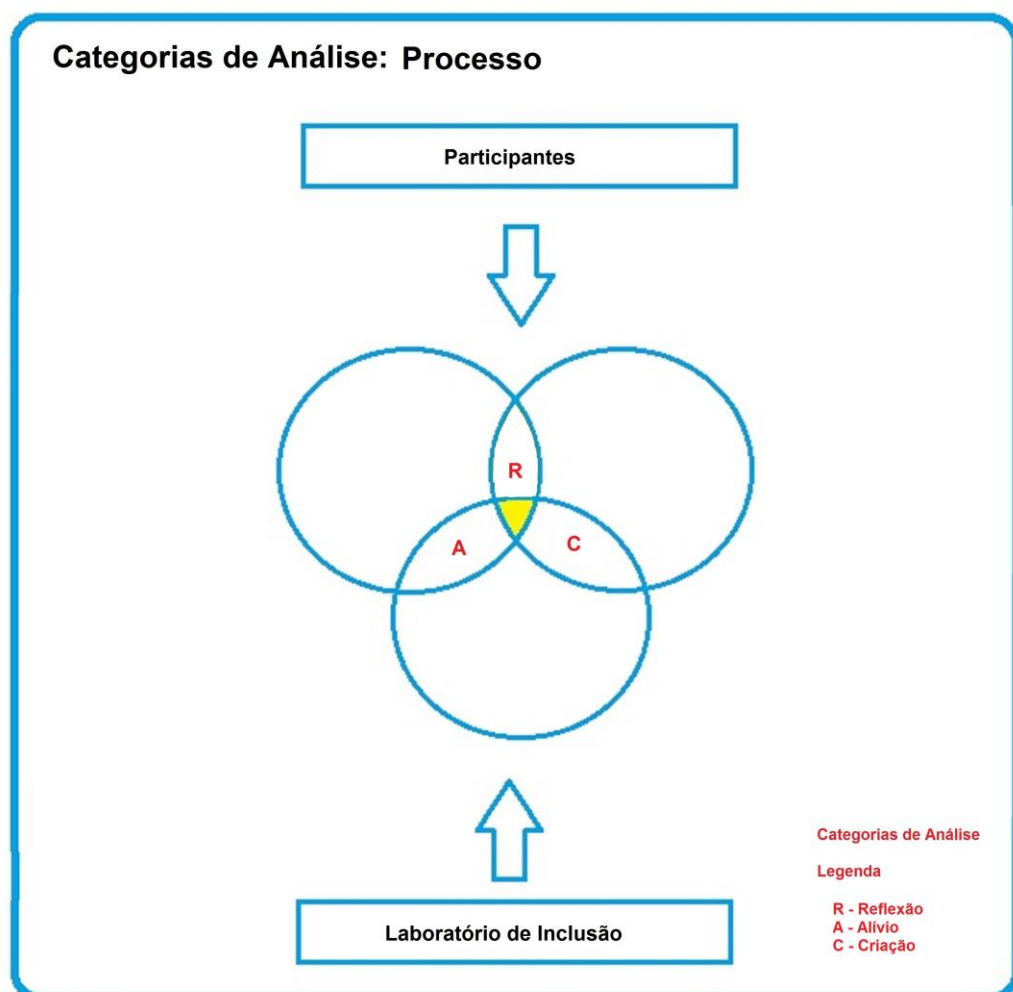 Categorias de Análise: Processo
Participantes
R
A
C
Laboratório de Inclusão
Categorias de Análise
Legenda
R - Reflexão
A - Alívio
C - Criação